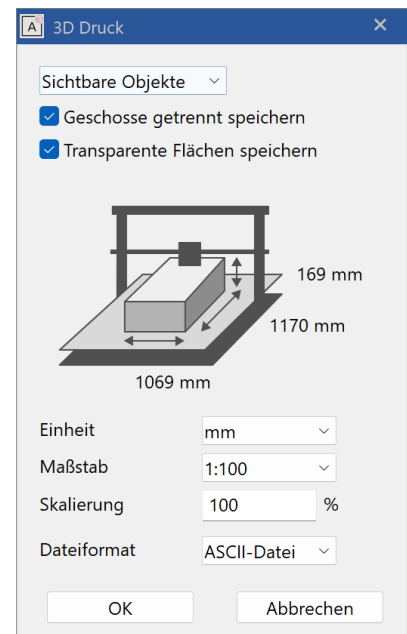 A
3D Druck
Sichtbare Objekte
Geschosse getrennt speichern
Transparente Flächen speichern
169 mm
1170 mm
1069 mm
Einheit mm
Maßstab 1:100
Skalierung 100 %
Dateiformat ASCII-Datei
OK Abbrechen